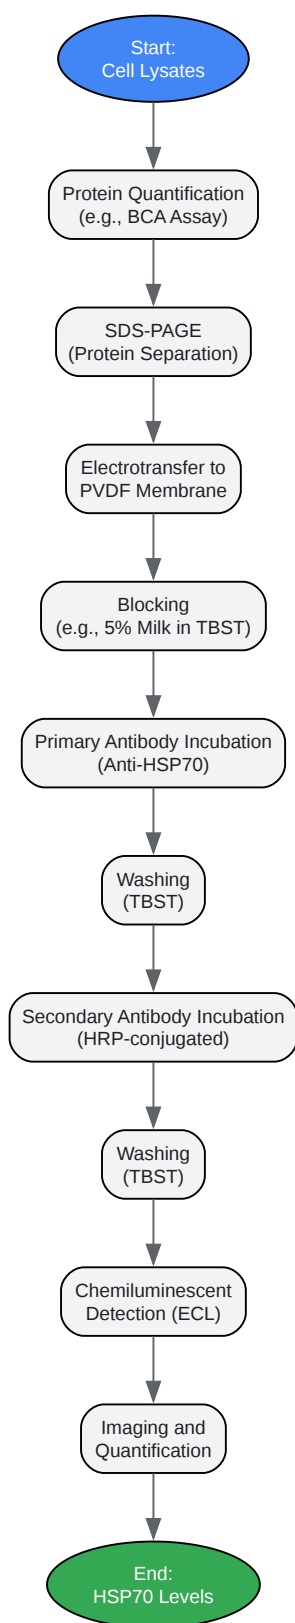 Start:
Cell Lysates
Protein Quantification
(e.g., BCA Assay)
SDS-PAGE
(Protein Separation)
Electrotransfer to
PVDF Membrane
Blocking
(e.g., 5% Milk in TBST)
Primary Antibody Incubation
(Anti-HSP70)
Washing
(TBST)
Secondary Antibody Incubation
(HRP-conjugated)
Washing
(TBST)
Chemiluminescent
Detection (ECL)
Imaging and
Quantification
End:
HSP70 Levels